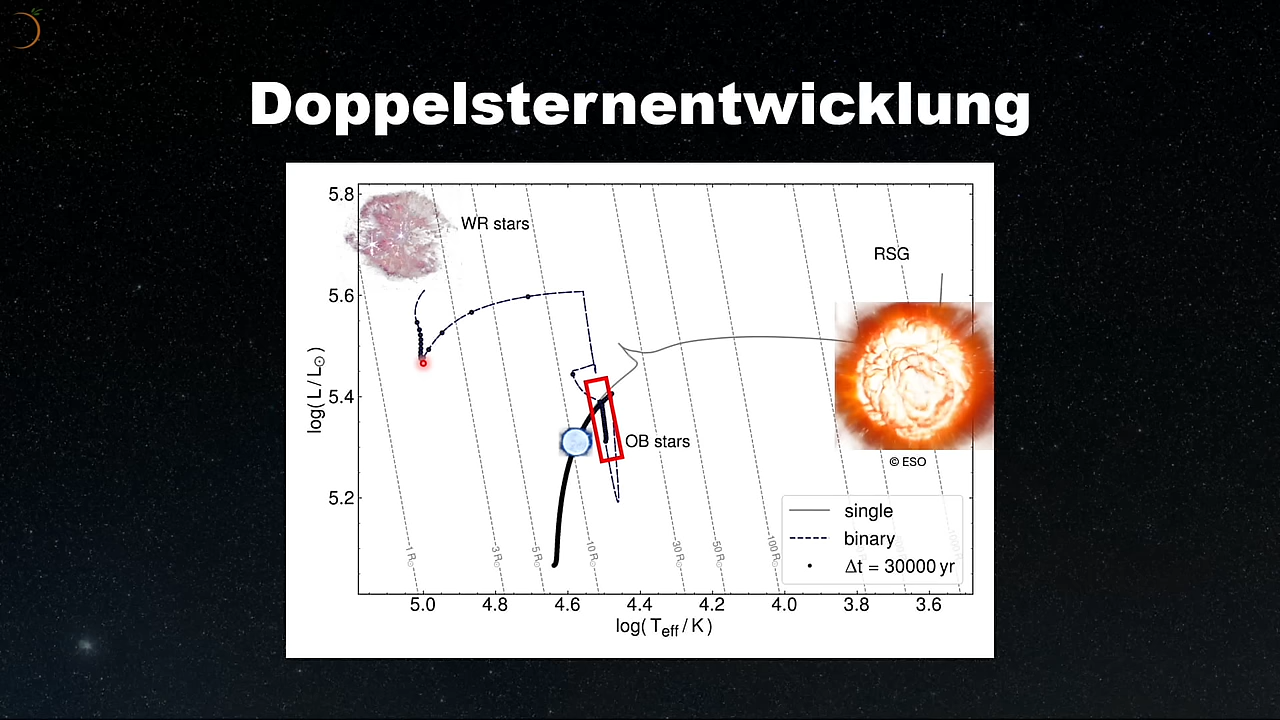 Doppelsternentwicklung
5.8
WR stars
RSG
5.6
log(L/L⊙)
5.4
OB stars
© ESO
5.2
single
binary
Δt = 30000 yr
1 R⊙
3 R⊙
5 R⊙
10 R⊙
30 R⊙
50 R⊙
100 R⊙
5.0 4.8 4.6 4.4 4.2 4.0 3.8 3.6
log(Teff/K)